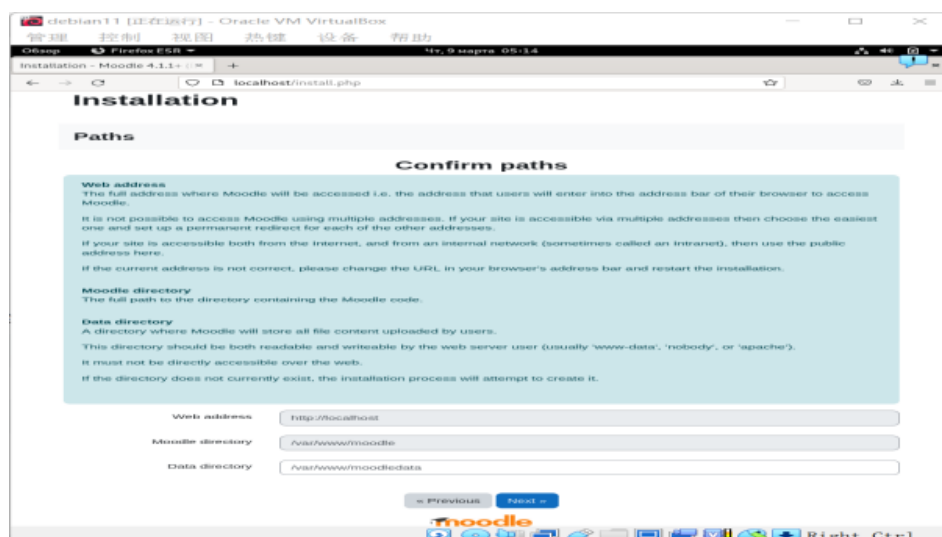 debian11 [正在运行] - Oracle VM VirtualBox
管理 控制 视图 热键 设备 帮助
Обзор Firefox ESR Чт, 9 марта 05:14
Installation - Moodle 4.1.1+
localhost/install.php
Installation
Paths
Confirm paths
Web address
The full address where Moodle will be accessed i.e. the address that users will enter into the address bar of their browser to access
Moodle.
It is not possible to access Moodle using multiple addresses. If your site is accessible via multiple addresses then choose the easiest
one and set up a permanent redirect for each of the other addresses.
If your site is accessible both from the Internet, and from an internal network (sometimes called an Intranet), then use the public
address here.
If the current address is not correct, please change the URL in your browser's address bar and restart the installation.
Moodle directory
The full path to the directory containing the Moodle code.
Data directory
A directory where Moodle will store all file content uploaded by users.
This directory should be both readable and writeable by the web server user (usually 'www-data', 'nobody', or 'apache').
It must not be directly accessible over the web.
If the directory does not currently exist, the installation process will attempt to create it.
Web address http://localhost
Moodle directory /var/www/moodle
Data directory /var/www/moodledata
« Previous Next »
moodle
Right Ctrl